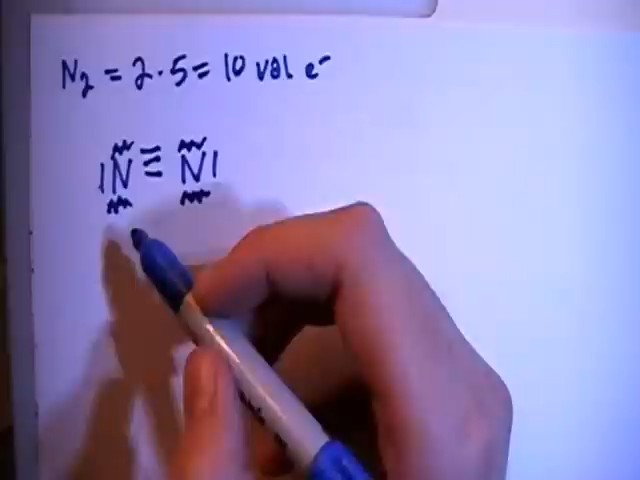 N₂ = 2 · 5 = 10 val e⁻
|N ≡ N|